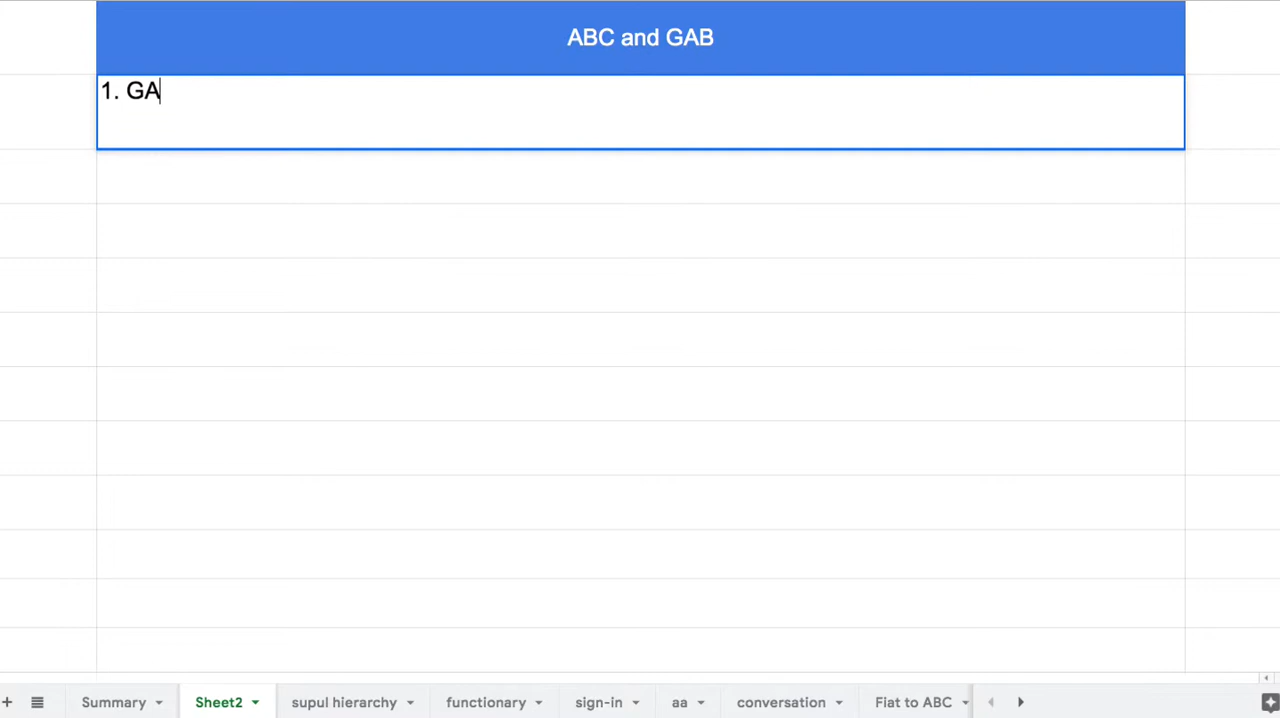 ABC and GAB
1. GA
Summary
Sheet2
supul hierarchy
functionary
sign-in
aa
conversation
Fiat to ABC